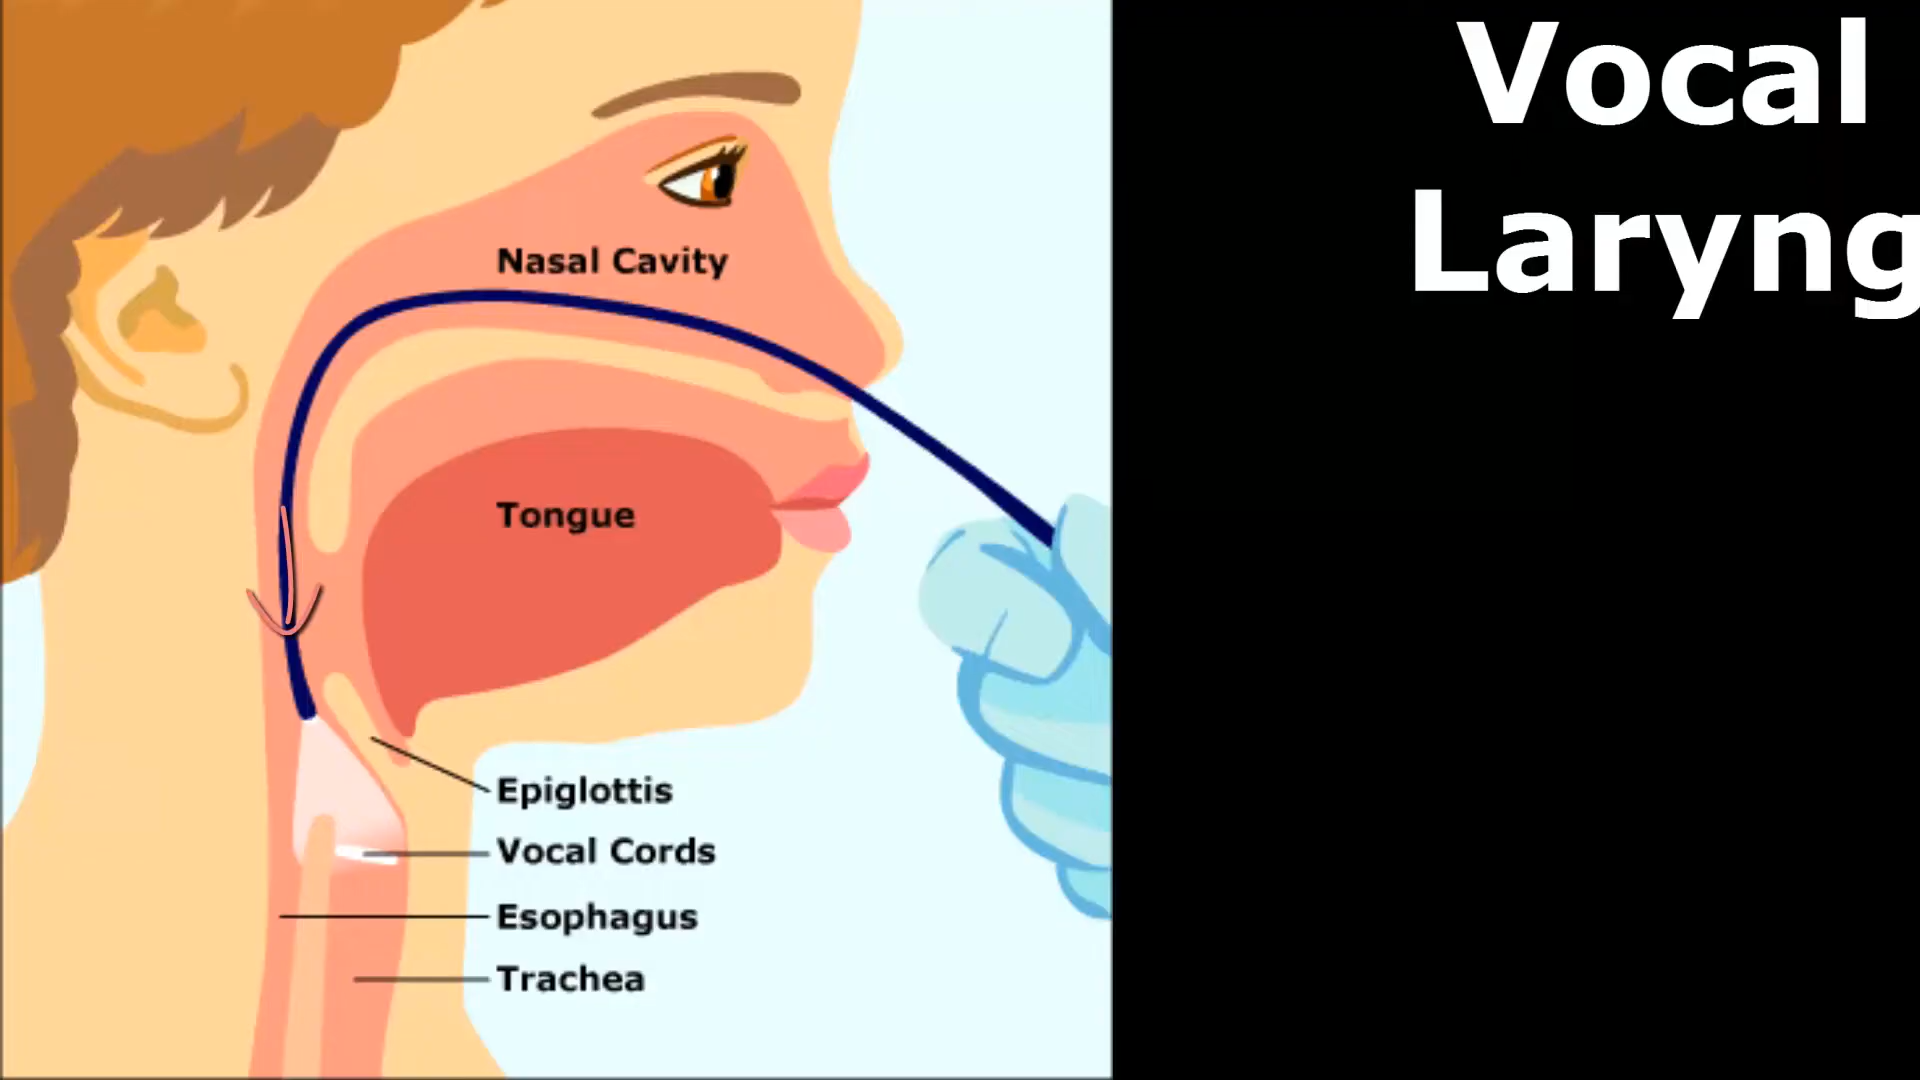 Vocal
Laryng
Nasal Cavity
Tongue
Epiglottis
Vocal Cords
Esophagus
Trachea